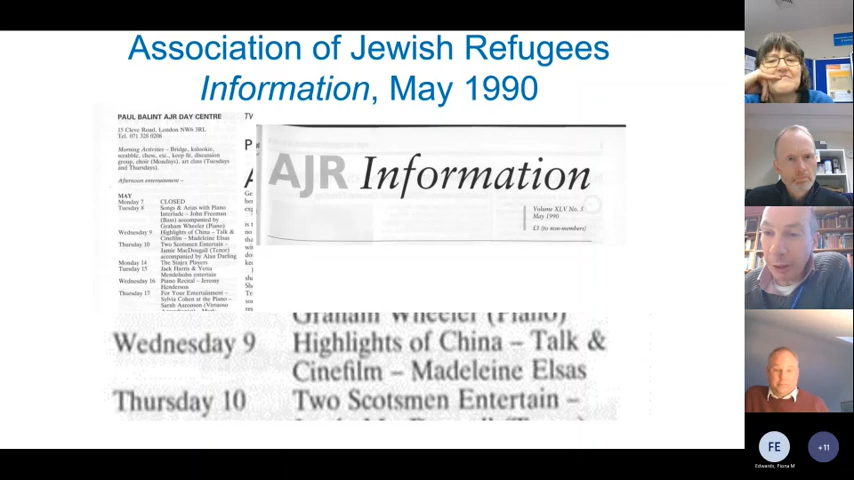 Association of Jewish Refugees
Information, May 1990
PAUL BALINT AJR DAY CENTRE
15 Cleve Road, London NW6 3RL
Tel. 071 328 0208
Morning Activities – Bridge, kalookie,
scrabble, chess, etc., keep fit, discussion
group, choir (Mondays), art class (Tuesdays
and Thursdays).
Afternoon entertainment –
MAY
Monday 7 CLOSED
Tuesday 8 Songs & Arias with Piano
Interlude – John Freeman
(Bass) accompanied by
Graham Wheeler (Piano)
Wednesday 9 Highlights of China – Talk &
Cinefilm – Madeleine Elsas
Thursday 10 Two Scotsmen Entertain –
Jamie MacDougall (Tenor)
accompanied by Alan Darling
Monday 14 The Stajex Players
Tuesday 15 Jack Harris & Yetta
Mendelsohn entertain
Wednesday 16 Piano Recital – Jeremy
Henderson
Thursday 17 For Your Entertainment –
Sylvia Cohen at the Piano –
Sarah Aaronson (Virtuoso
AJR Information
Volume XLV No. 5
May 1990
£3 (to non-members)
Graham Wheeler (Piano)
Wednesday 9 Highlights of China – Talk &
Cinefilm – Madeleine Elsas
Thursday 10 Two Scotsmen Entertain –
FE
+11
Edwards, Fiona M